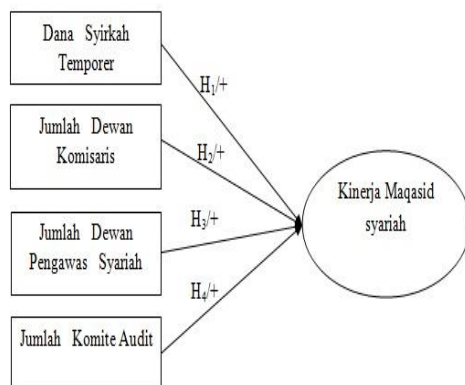 Dana Syirkah
Temporer
H₁/+
Jumlah Dewan
Komisaris
H₂/+
Kinerja Maqasid
syariah
Jumlah Dewan
Pengawas Syariah
H₃/+
H₄/+
Jumlah Komite Audit